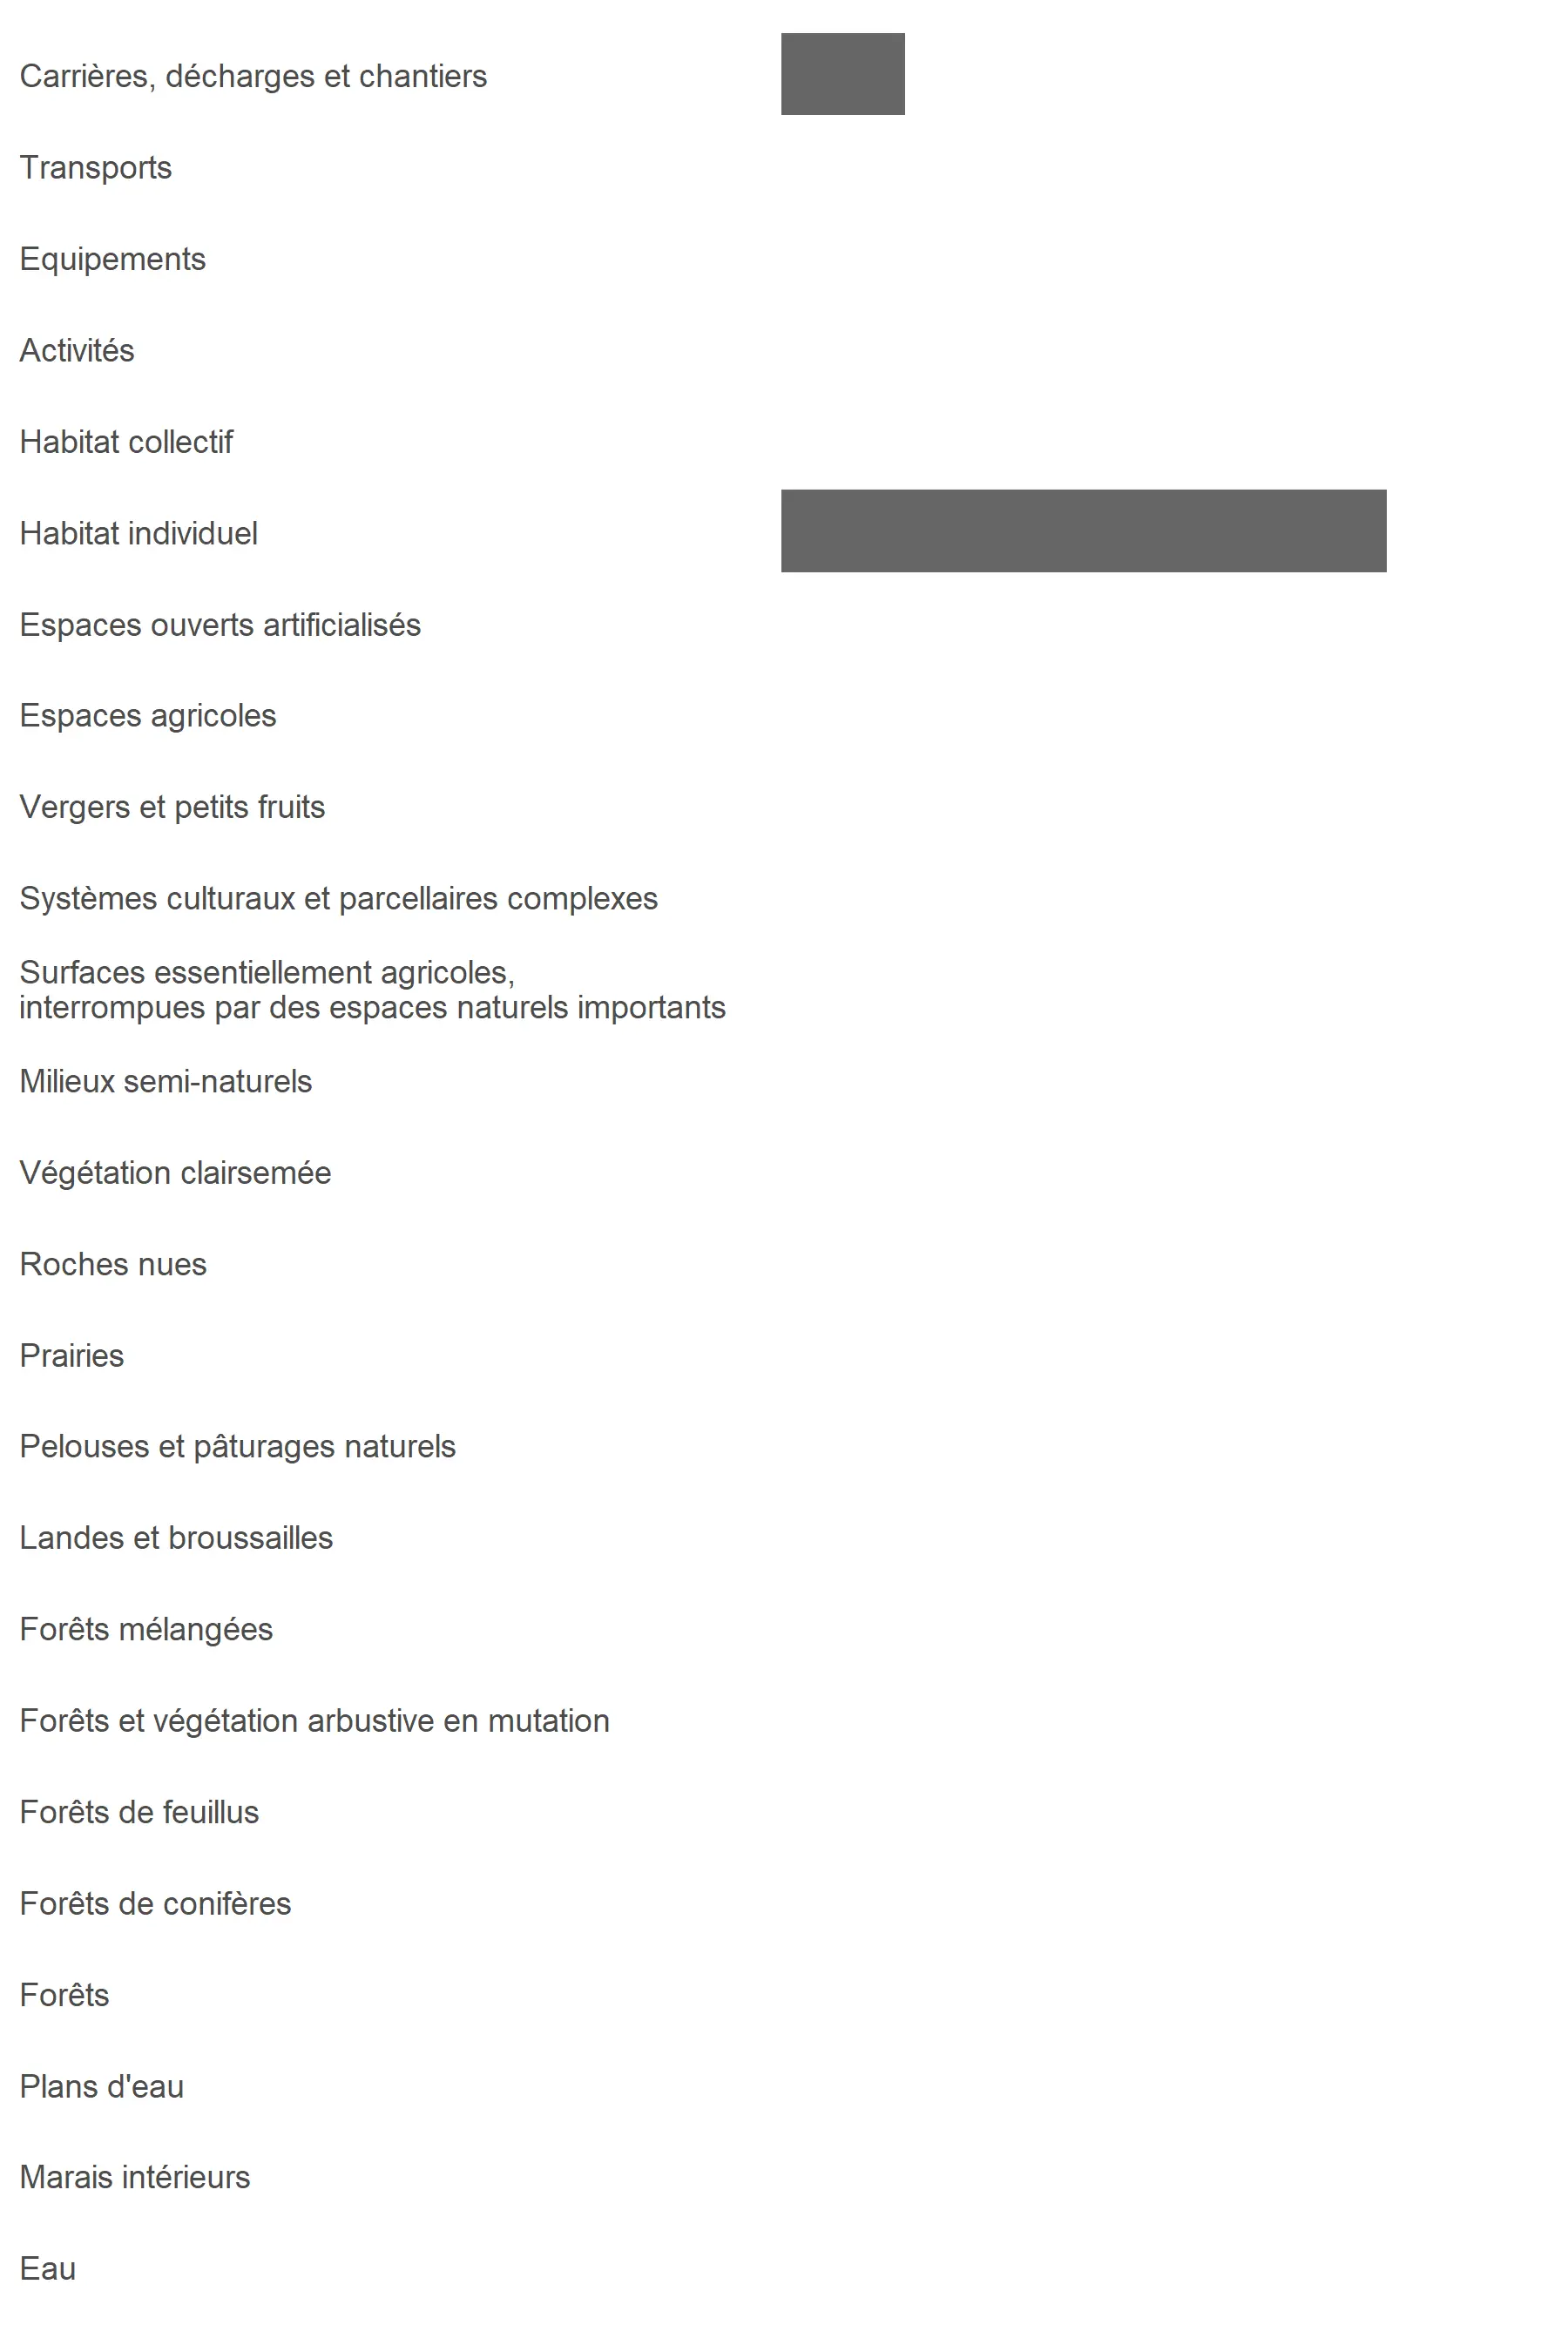 Carrières, décharges et chantiers
Transports
Equipements
Activités
Habitat collectif
Habitat individuel
Espaces ouverts artificialisés
Espaces agricoles
Vergers et petits fruits
Systèmes culturaux et parcellaires complexes
Surfaces essentiellement agricoles,
interrompues par des espaces naturels importants
Milieux semi-naturels
Végétation clairsemée
Roches nues
Prairies
Pelouses et pâturages naturels
Landes et broussailles
Forêts mélangées
Forêts et végétation arbustive en mutation
Forêts de feuillus
Forêts de conifères
Forêts
Plans d'eau
Marais intérieurs
Eau